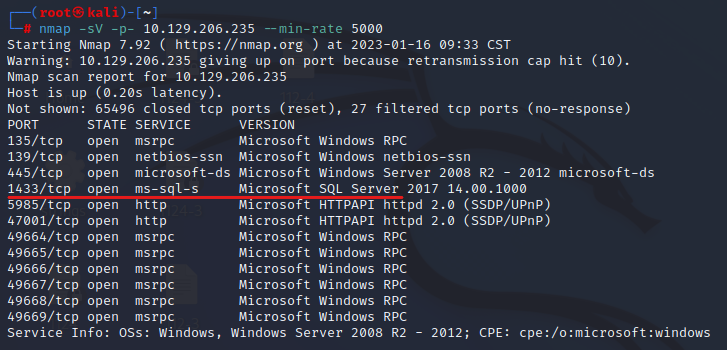 ┌──(root㉿kali)-[~]
└─# nmap -sV -p- 10.129.206.235 --min-rate 5000
Starting Nmap 7.92 ( https://nmap.org ) at 2023-01-16 09:33 CST
Warning: 10.129.206.235 giving up on port because retransmission cap hit (10).
Nmap scan report for 10.129.206.235
Host is up (0.20s latency).
Not shown: 65496 closed tcp ports (reset), 27 filtered tcp ports (no-response)
PORT      STATE SERVICE      VERSION
135/tcp   open  msrpc        Microsoft Windows RPC
139/tcp   open  netbios-ssn  Microsoft Windows netbios-ssn
445/tcp   open  microsoft-ds Microsoft Windows Server 2008 R2 - 2012 microsoft-ds
1433/tcp  open  ms-sql-s     Microsoft SQL Server 2017 14.00.1000
5985/tcp  open  http         Microsoft HTTPAPI httpd 2.0 (SSDP/UPnP)
47001/tcp open  http         Microsoft HTTPAPI httpd 2.0 (SSDP/UPnP)
49664/tcp open  msrpc        Microsoft Windows RPC
49665/tcp open  msrpc        Microsoft Windows RPC
49666/tcp open  msrpc        Microsoft Windows RPC
49667/tcp open  msrpc        Microsoft Windows RPC
49668/tcp open  msrpc        Microsoft Windows RPC
49669/tcp open  msrpc        Microsoft Windows RPC
Service Info: OSs: Windows, Windows Server 2008 R2 - 2012; CPE: cpe:/o:microsoft:windows